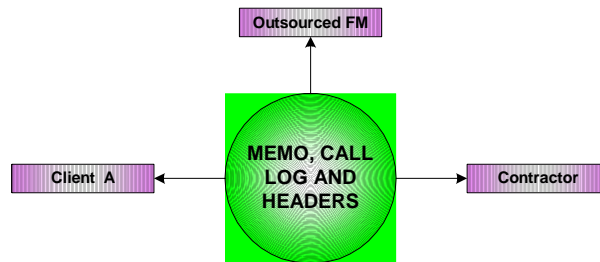 Outsourced FM
MEMO, CALL
LOG AND
HEADERS
Client A
Contractor